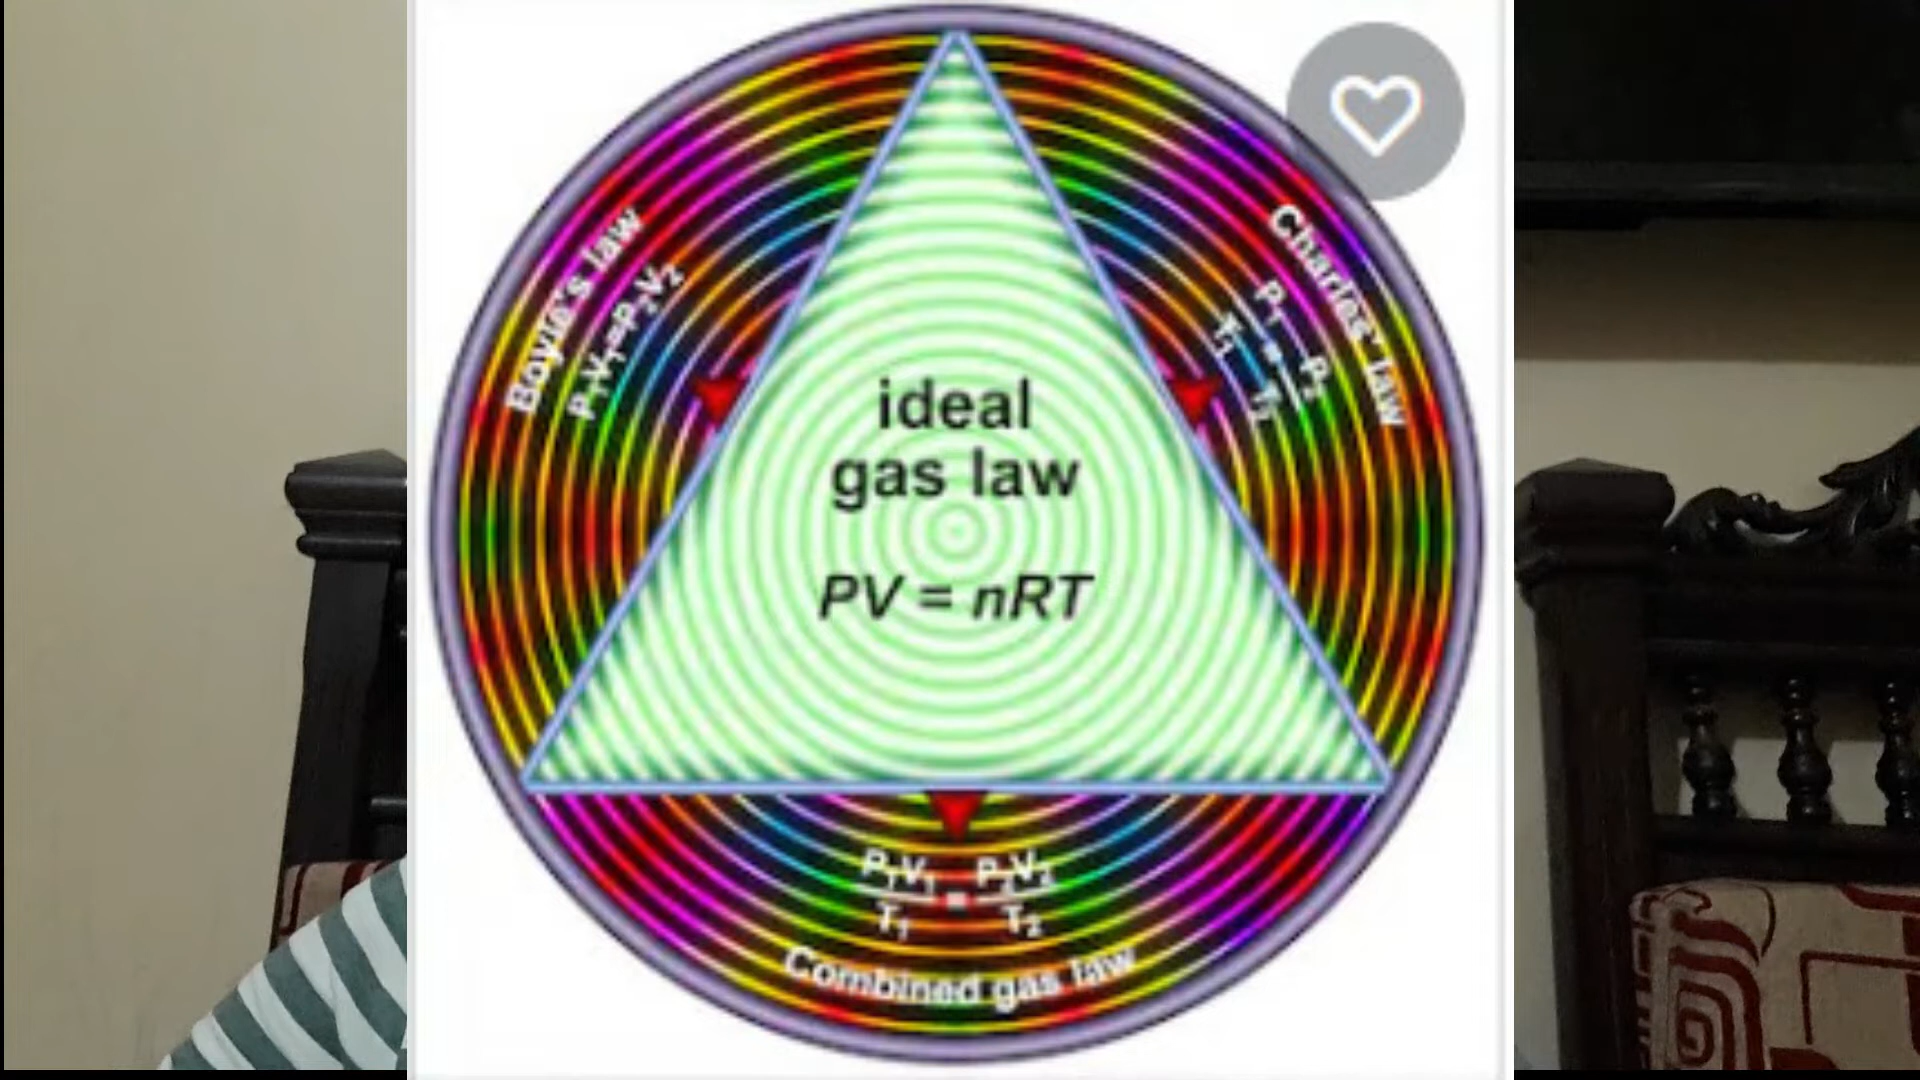 Boyle's law
P₁V₁=P₂V₂
Charles' law
P₁/T₁ = P₂/T₂
ideal
gas law
PV = nRT
P₁V₁/T₁ = P₂V₂/T₂
Combined gas law